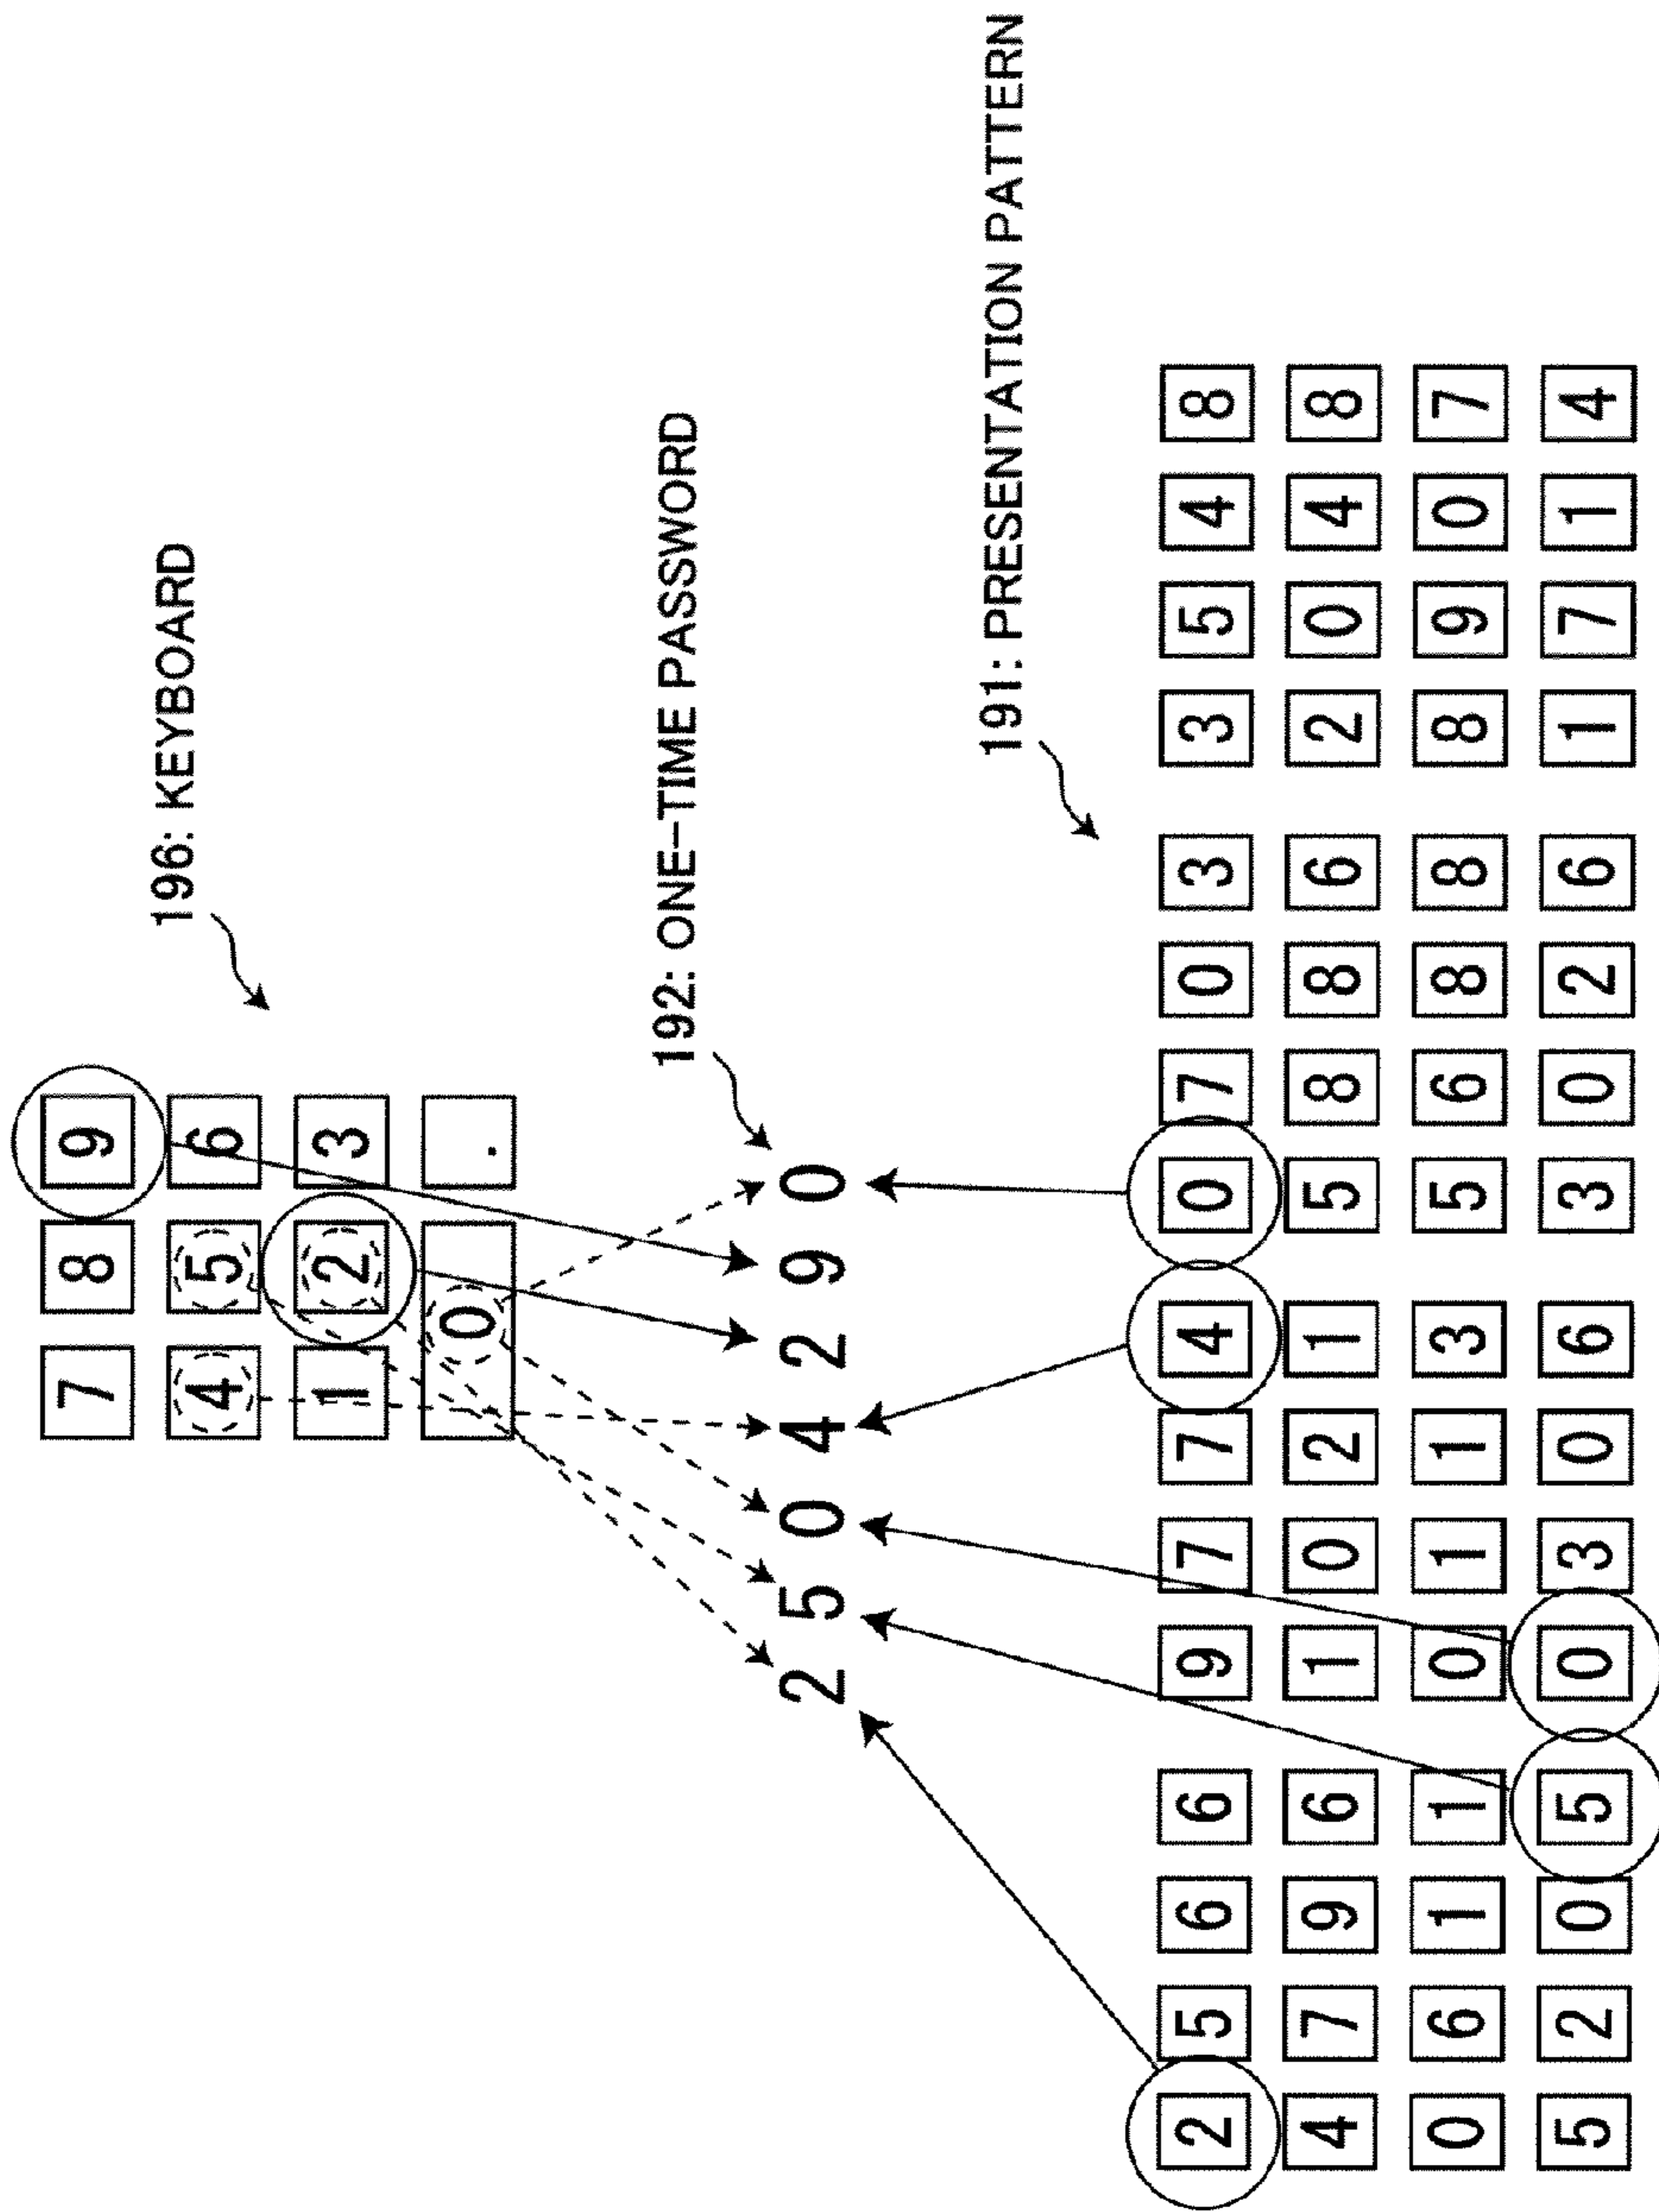 196: KEYBOARD
7 8 9
4 5 6
1 2 3
0 .
192: ONE-TIME PASSWORD
2 5 0 4 2 9 0
191: PRESENTATION PATTERN
2 5 6 6 9 7 7 4 0 7 0 3 3 5 4 8
4 7 9 6 1 0 2 1 5 8 8 6 2 0 4 8
0 6 1 1 0 1 1 3 5 6 8 8 8 9 0 7
5 2 0 5 0 3 0 6 3 0 2 6 1 7 1 4